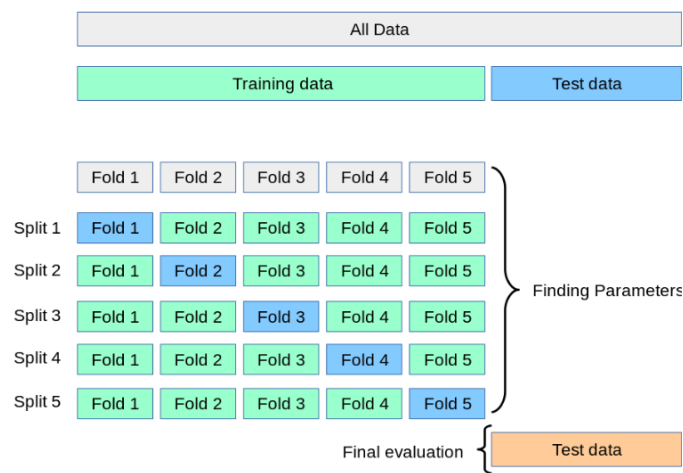 All Data
Training data Test data
Fold 1 Fold 2 Fold 3 Fold 4 Fold 5
Split 1 Fold 1 Fold 2 Fold 3 Fold 4 Fold 5
Split 2 Fold 1 Fold 2 Fold 3 Fold 4 Fold 5
Finding Parameters
Split 3 Fold 1 Fold 2 Fold 3 Fold 4 Fold 5
Split 4 Fold 1 Fold 2 Fold 3 Fold 4 Fold 5
Split 5 Fold 1 Fold 2 Fold 3 Fold 4 Fold 5
Final evaluation Test data